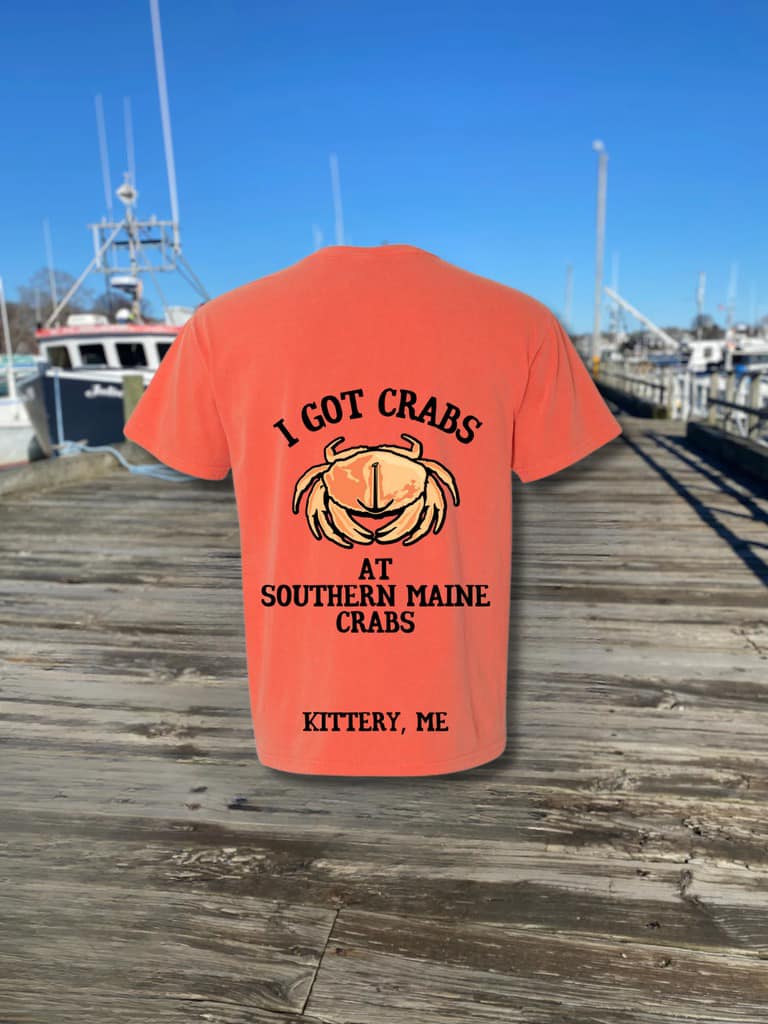 I GOT CRABS
AT
SOUTHERN MAINE
CRABS
KITTERY, ME